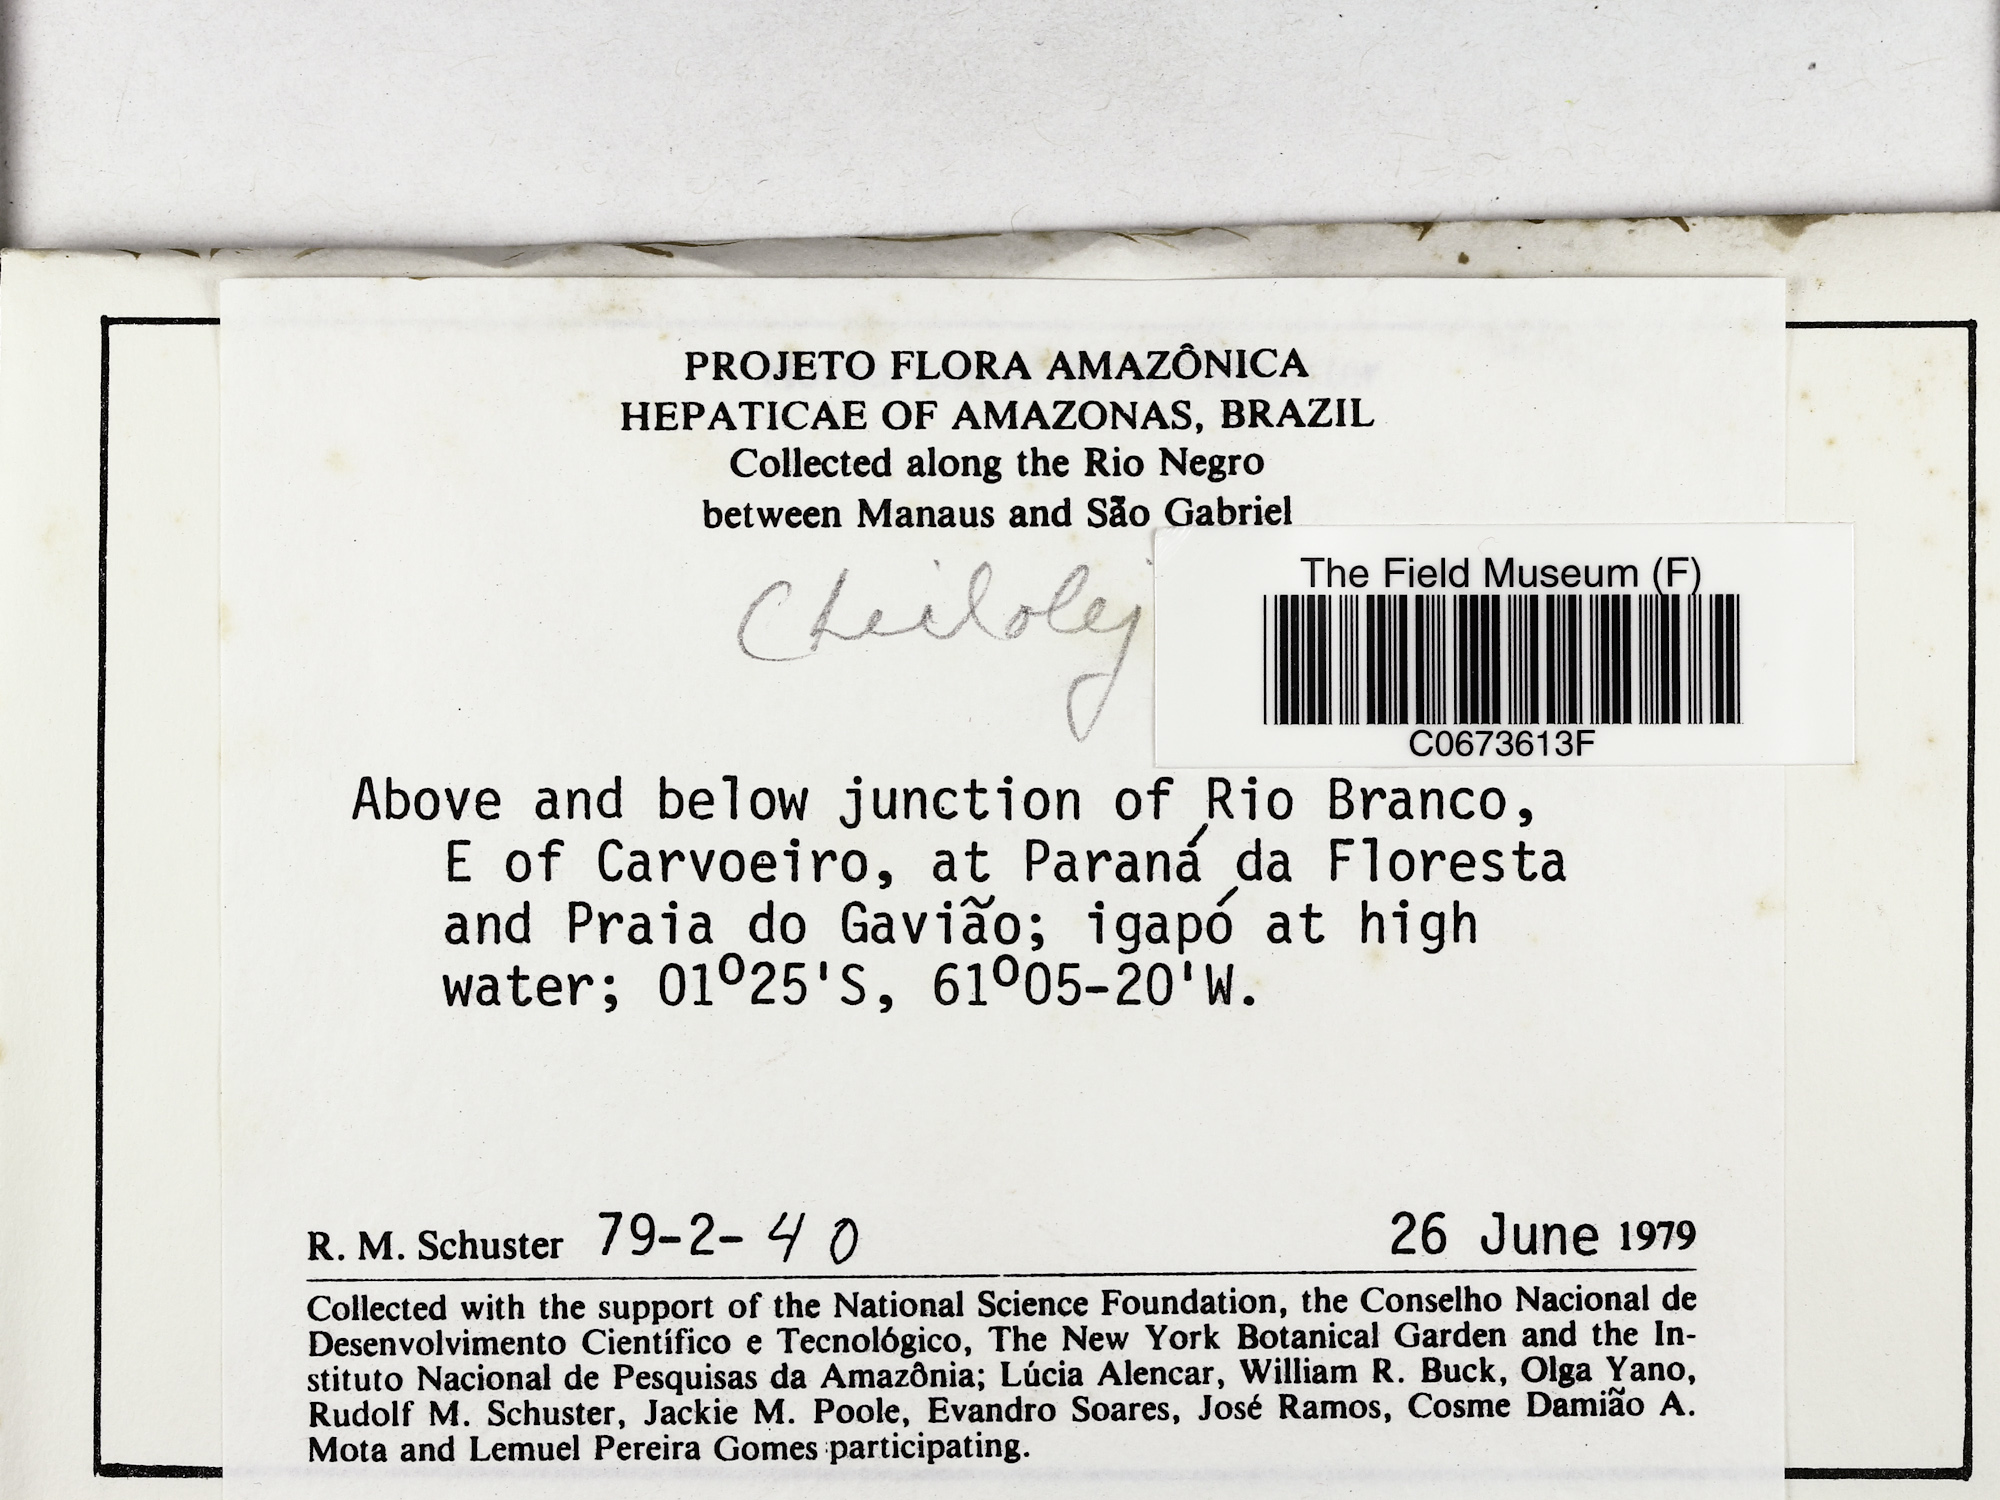 PROJETO FLORA AMAZÔNICA
HEPATICAE OF AMAZONAS, BRAZIL
Collected along the Rio Negro
between Manaus and São Gabriel
Cheilolej
The Field Museum (F)
C0673613F
Above and below junction of Rio Branco,
E of Carvoeiro, at Paraná da Floresta
and Praia do Gavião; igapó at high
water; 01º25'S, 61º05-20'W.
R. M. Schuster 79-2-40 26 June 1979
Collected with the support of the National Science Foundation, the Conselho Nacional de
Desenvolvimento Científico e Tecnológico, The New York Botanical Garden and the In-
stituto Nacional de Pesquisas da Amazônia; Lúcia Alencar, William R. Buck, Olga Yano,
Rudolf M. Schuster, Jackie M. Poole, Evandro Soares, José Ramos, Cosme Damião A.
Mota and Lemuel Pereira Gomes participating.